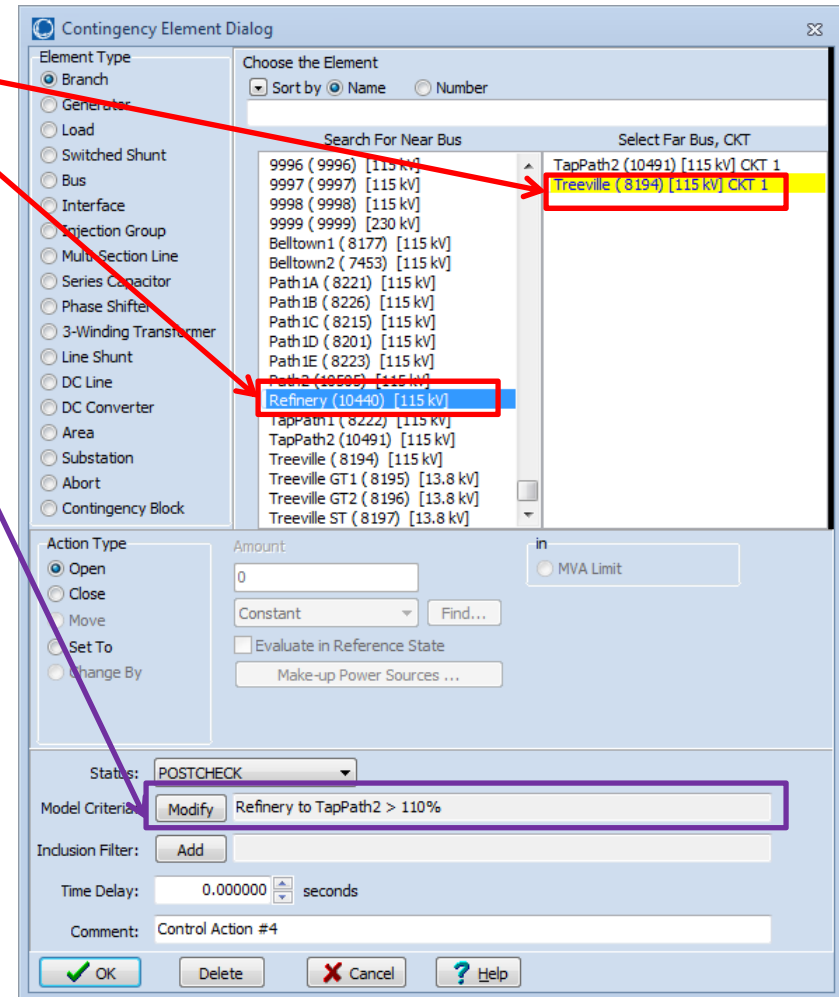 Contingency Element Dialog
Element Type
Branch
Generator
Load
Switched Shunt
Bus
Interface
Injection Group
Multi-Section Line
Series Capacitor
Phase Shifter
3-Winding Transformer
Line Shunt
DC Line
DC Converter
Area
Substation
Abort
Contingency Block
Choose the Element
Sort by Name Number
Search For Near Bus
9996 ( 9996) [115 kV]
9997 ( 9997) [115 kV]
9998 ( 9998) [115 kV]
9999 ( 9999) [230 kV]
Belltown1 ( 8177) [115 kV]
Belltown2 ( 7453) [115 kV]
Path1A ( 8221) [115 kV]
Path1B ( 8226) [115 kV]
Path1C ( 8215) [115 kV]
Path1D ( 8201) [115 kV]
Path1E ( 8223) [115 kV]
Path2 (10505) [115 kV]
Refinery (10440) [115 kV]
TapPath1 ( 8222) [115 kV]
TapPath2 (10491) [115 kV]
Treeville ( 8194) [115 kV]
Treeville GT1 ( 8195) [13.8 kV]
Treeville GT2 ( 8196) [13.8 kV]
Treeville ST ( 8197) [13.8 kV]
Select Far Bus, CKT
TapPath2 (10491) [115 kV] CKT 1
Treeville ( 8194) [115 kV] CKT 1
Action Type
Open
Close
Move
Set To
Change By
Amount
0
Constant Find...
Evaluate in Reference State
Make-up Power Sources ...
in
MVA Limit
Status: POSTCHECK
Model Criteria: Modify Refinery to TapPath2 > 110%
Inclusion Filter: Add
Time Delay: 0.000000 seconds
Comment: Control Action #4
OK Delete Cancel ? Help